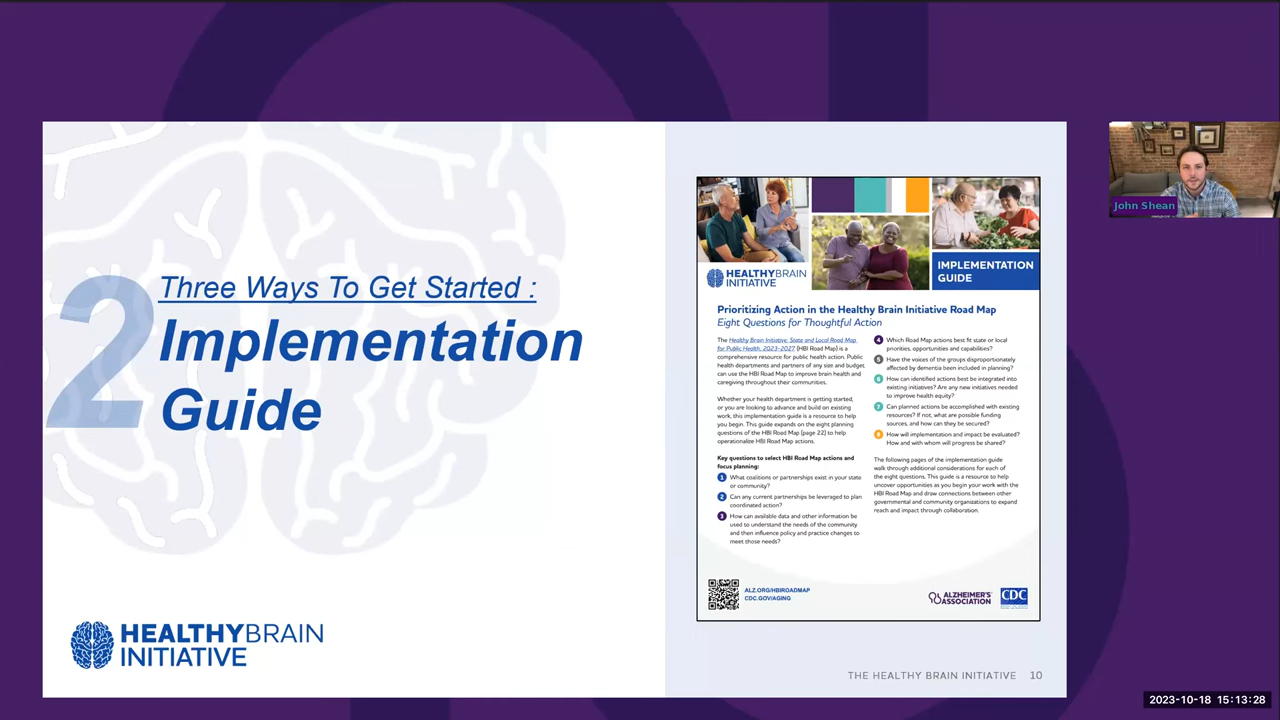 Three Ways To Get Started :
2
Implementation
Guide
HEALTHYBRAIN
INITIATIVE
HEALTHYBRAIN
INITIATIVE
IMPLEMENTATION
GUIDE
Prioritizing Action in the Healthy Brain Initiative Road Map
Eight Questions for Thoughtful Action
The Healthy Brain Initiative: State and Local Road Map
for Public Health, 2023–2027 (HBI Road Map) is a
comprehensive resource for public health action. Public
health departments and partners of any size and budget
can use the HBI Road Map to improve brain health and
caregiving throughout their communities.
Whether your health department is getting started,
or you are looking to advance and build on existing
work, this implementation guide is a resource to help
you begin. This guide expands on the eight planning
questions of the HBI Road Map (page 22) to help
operationalize HBI Road Map actions.
Key questions to select HBI Road Map actions and
focus planning:
1 What coalitions or partnerships exist in your state
or community?
2 Can any current partnerships be leveraged to plan
coordinated action?
3 How can available data and other information be
used to understand the needs of the community
and then influence policy and practice changes to
meet those needs?
4 Which Road Map actions best fit state or local
priorities, opportunities and capabilities?
5 Have the voices of the groups disproportionately
affected by dementia been included in planning?
6 How can identified actions best be integrated into
existing initiatives? Are any new initiatives needed
to improve health equity?
7 Can planned actions be accomplished with existing
resources? If not, what are possible funding
sources, and how can they be secured?
8 How will implementation and impact be evaluated?
How and with whom will progress be shared?
The following pages of the implementation guide
walk through additional considerations for each of
the eight questions. This guide is a resource to help
uncover opportunities as you begin your work with the
HBI Road Map and draw connections between other
governmental and community organizations to expand
reach and impact through collaboration.
ALZ.ORG/HBIROADMAP
CDC.GOV/AGING
ALZHEIMER'S
ASSOCIATION
CDC
THE HEALTHY BRAIN INITIATIVE 10
John Shean
2023-10-18 15:13:28